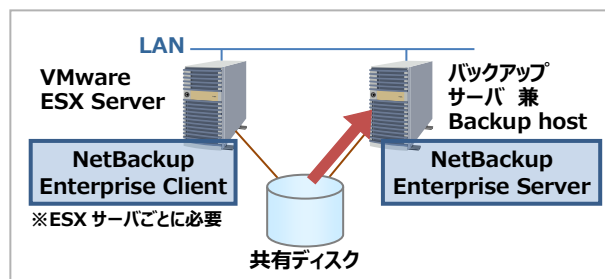 LAN
VMware
ESX Server
バックアップ
サーバ 兼
Backup host
NetBackup
Enterprise Client
NetBackup
Enterprise Server
※ESX サーバごとに必要
共有ディスク